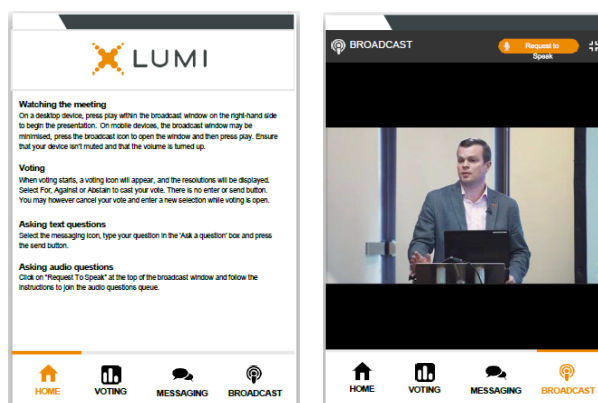 LUMI
Watching the meeting
On a desktop device, press play within the broadcast window on the right-hand side
to begin the presentation. On mobile devices, the broadcast window may be
minimised, press the broadcast icon to open the window and then press play. Ensure
that your device isn't muted and that the volume is turned up.
Voting
When voting starts, a voting icon will appear, and the resolutions will be displayed.
Select For, Against or Abstain to cast your vote. There is no enter or send button.
You may however cancel your vote and enter a new selection while voting is open.
Asking text questions
Select the messaging icon, type your question in the 'Ask a question' box and press
the send button.
Asking audio questions
Click on "Request To Speak" at the top of the broadcast window and follow the
instructions to join the audio questions queue.
HOME
VOTING
MESSAGING
BROADCAST
BROADCAST
Request to
Speak
HOME
VOTING
MESSAGING
BROADCAST